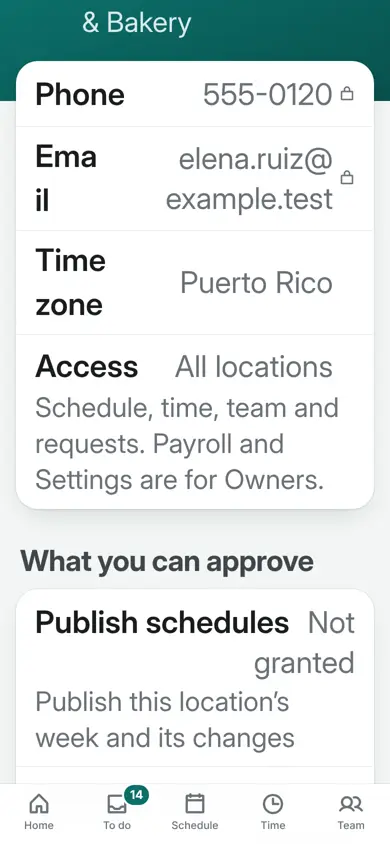 & Bakery
Phone 555-0120
Ema
il
elena.ruiz@
example.test
Time
zone
Puerto Rico
Access All locations
Schedule, time, team and
requests. Payroll and
Settings are for Owners.
What you can approve
Publish schedules Not
granted
Publish this location's
week and its changes
14
Home To do Schedule Time Team